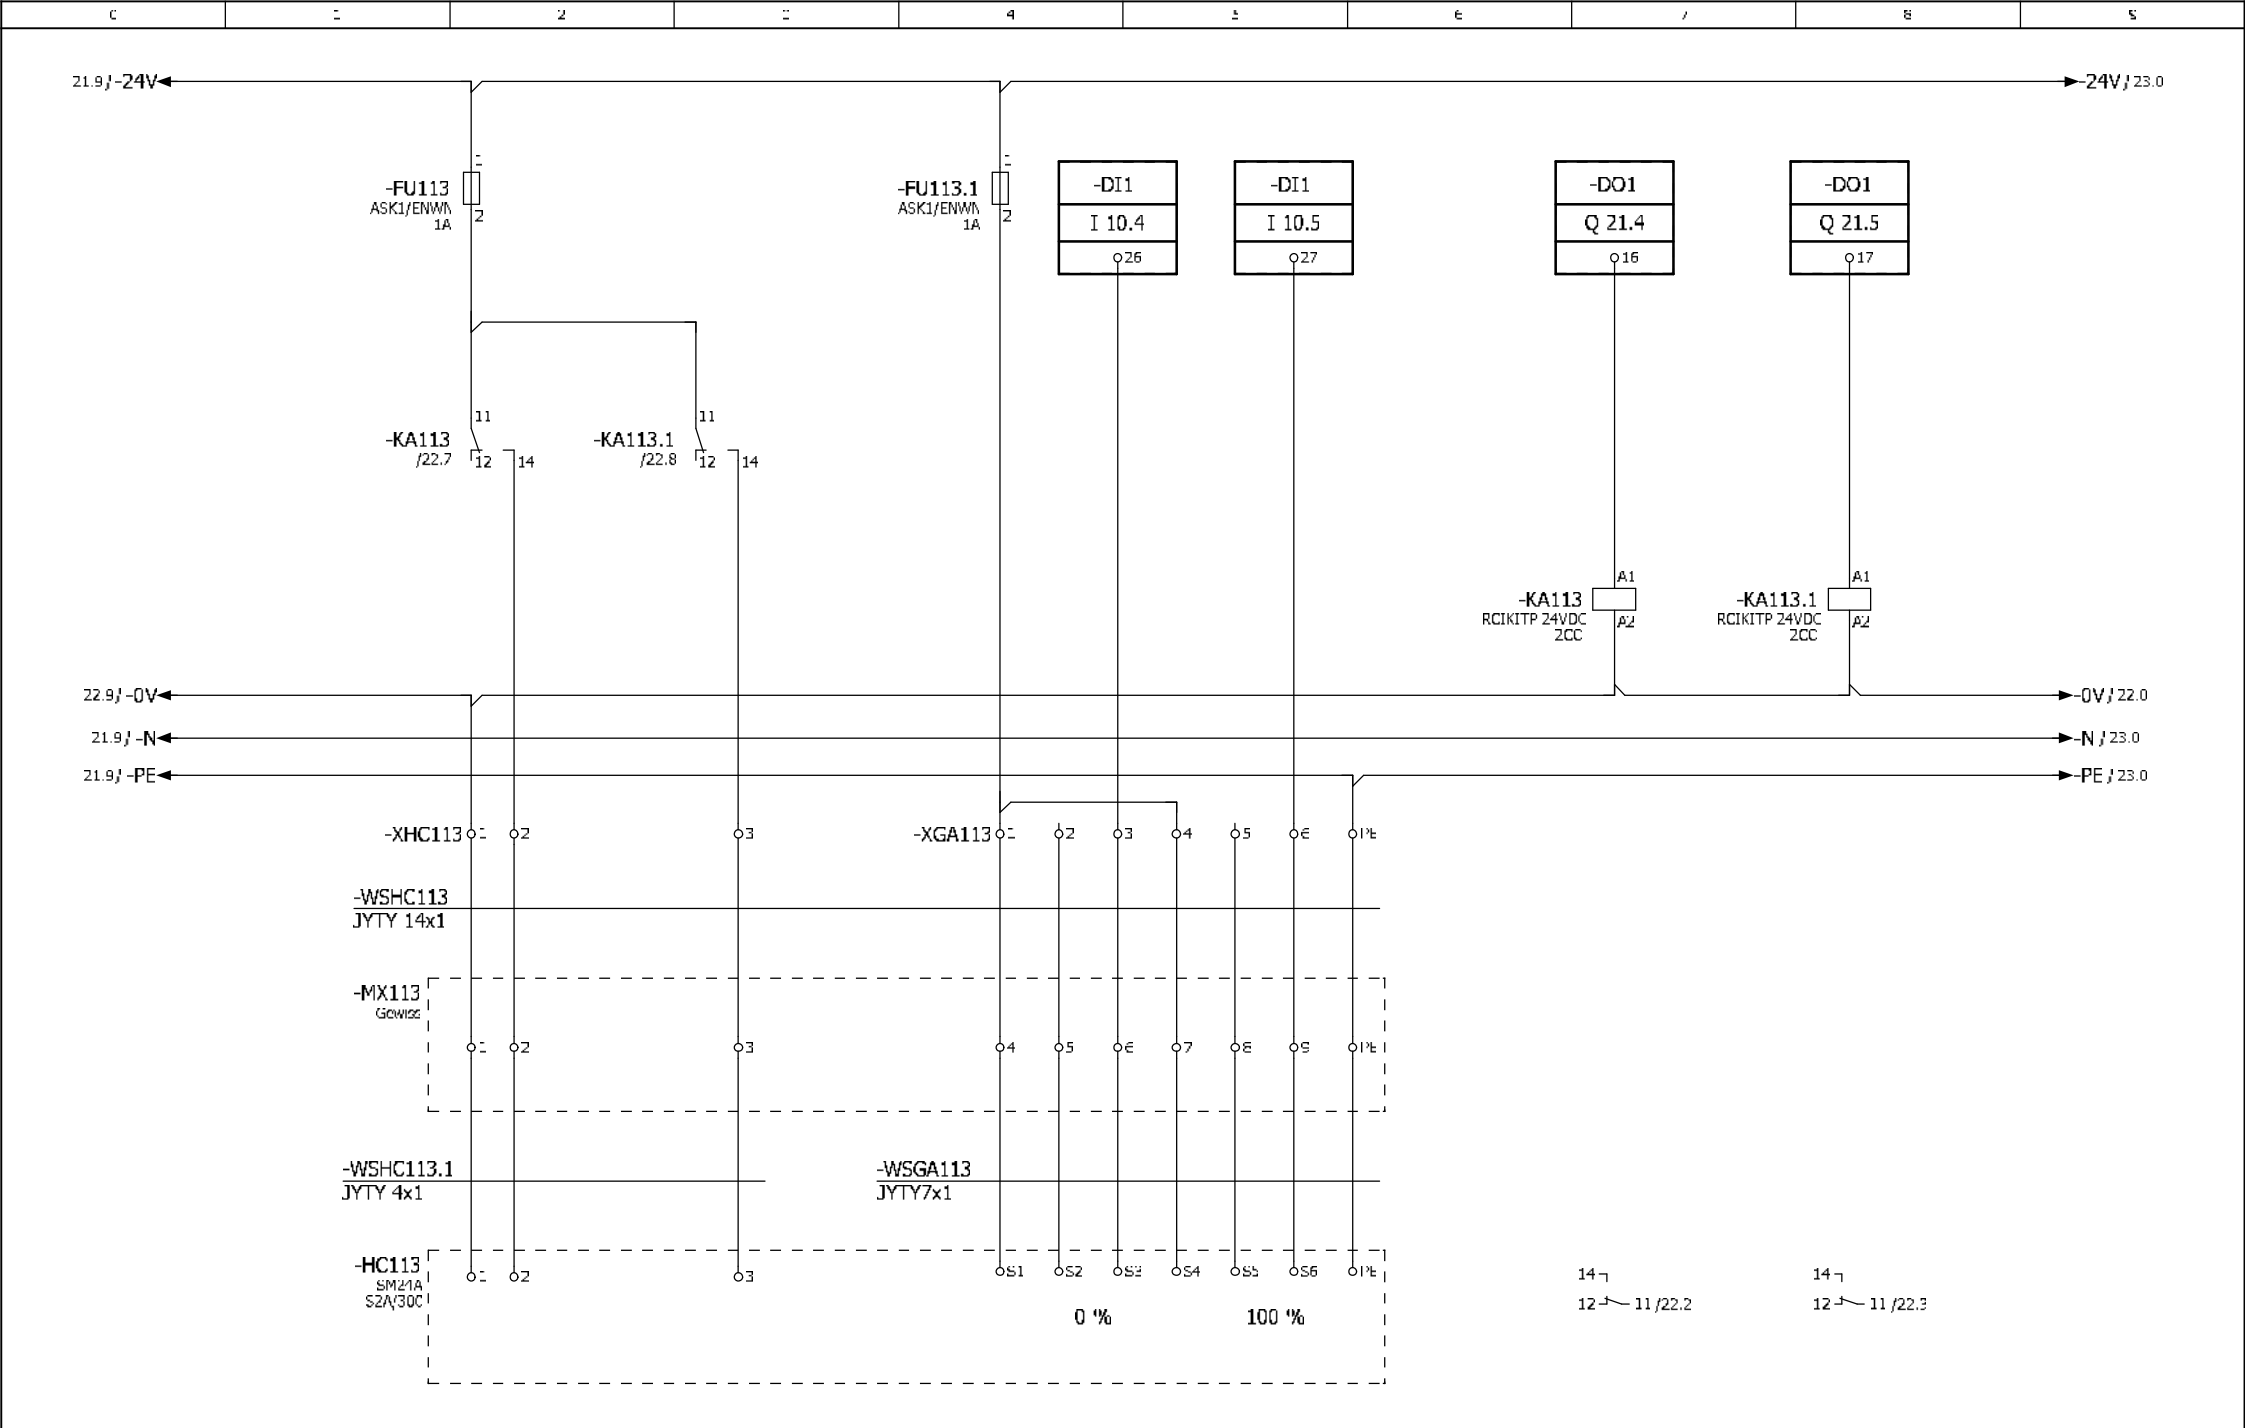 2
4
21.9/-24V
-24V/23.0
-FU113
ASK1/ENWN
1A
2
-FU113.1
ASK1/ENWN
1A
2
-DI1
I 10.4
26
-DI1
I 10.5
27
-DO1
Q 21.4
16
-DO1
Q 21.5
17
11
-KA113
/22.7
12
14
11
-KA113.1
/22.8
12
14
A1
-KA113
RCIKITP 24VDC
2CC
A2
A1
-KA113.1
RCIKITP 24VDC
2CC
A2
22.9/-0V
-0V/22.0
21.9/-N
-N/23.0
21.9/-PE
-PE/23.0
-XHC113
2
3
-XGA113
2
3
4
5
6
PE
-WSHC113
JYTY 14x1
-MX113
Gewiss
2
3
4
5
6
7
8
9
PE
-WSHC113.1
JYTY 4x1
-WSGA113
JYTY7x1
-HC113
SM24A
S2A/300
2
3
S1
S2
S3
S4
S5
S6
PE
0 %
100 %
14
12
11/22.2
14
12
11/22.3